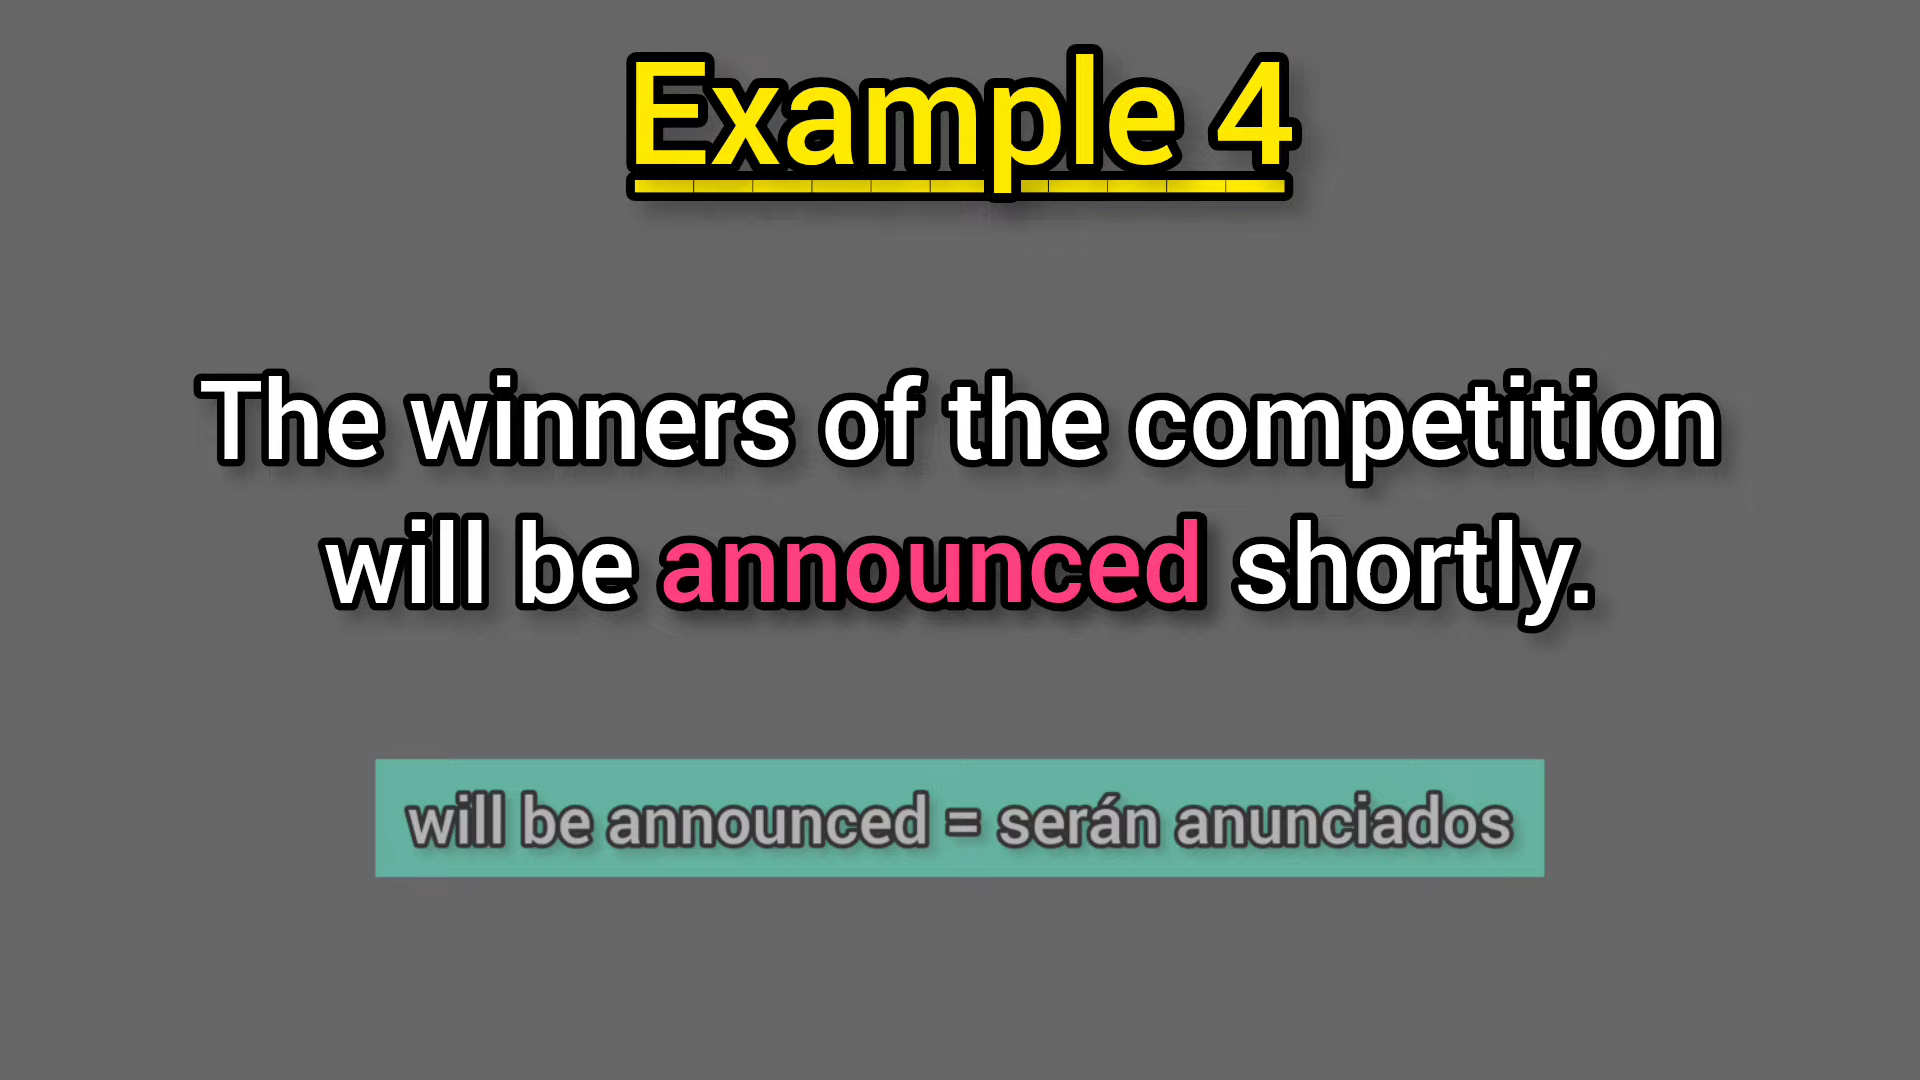 Example 4
The winners of the competition
will be announced shortly.
will be announced = serán anunciados